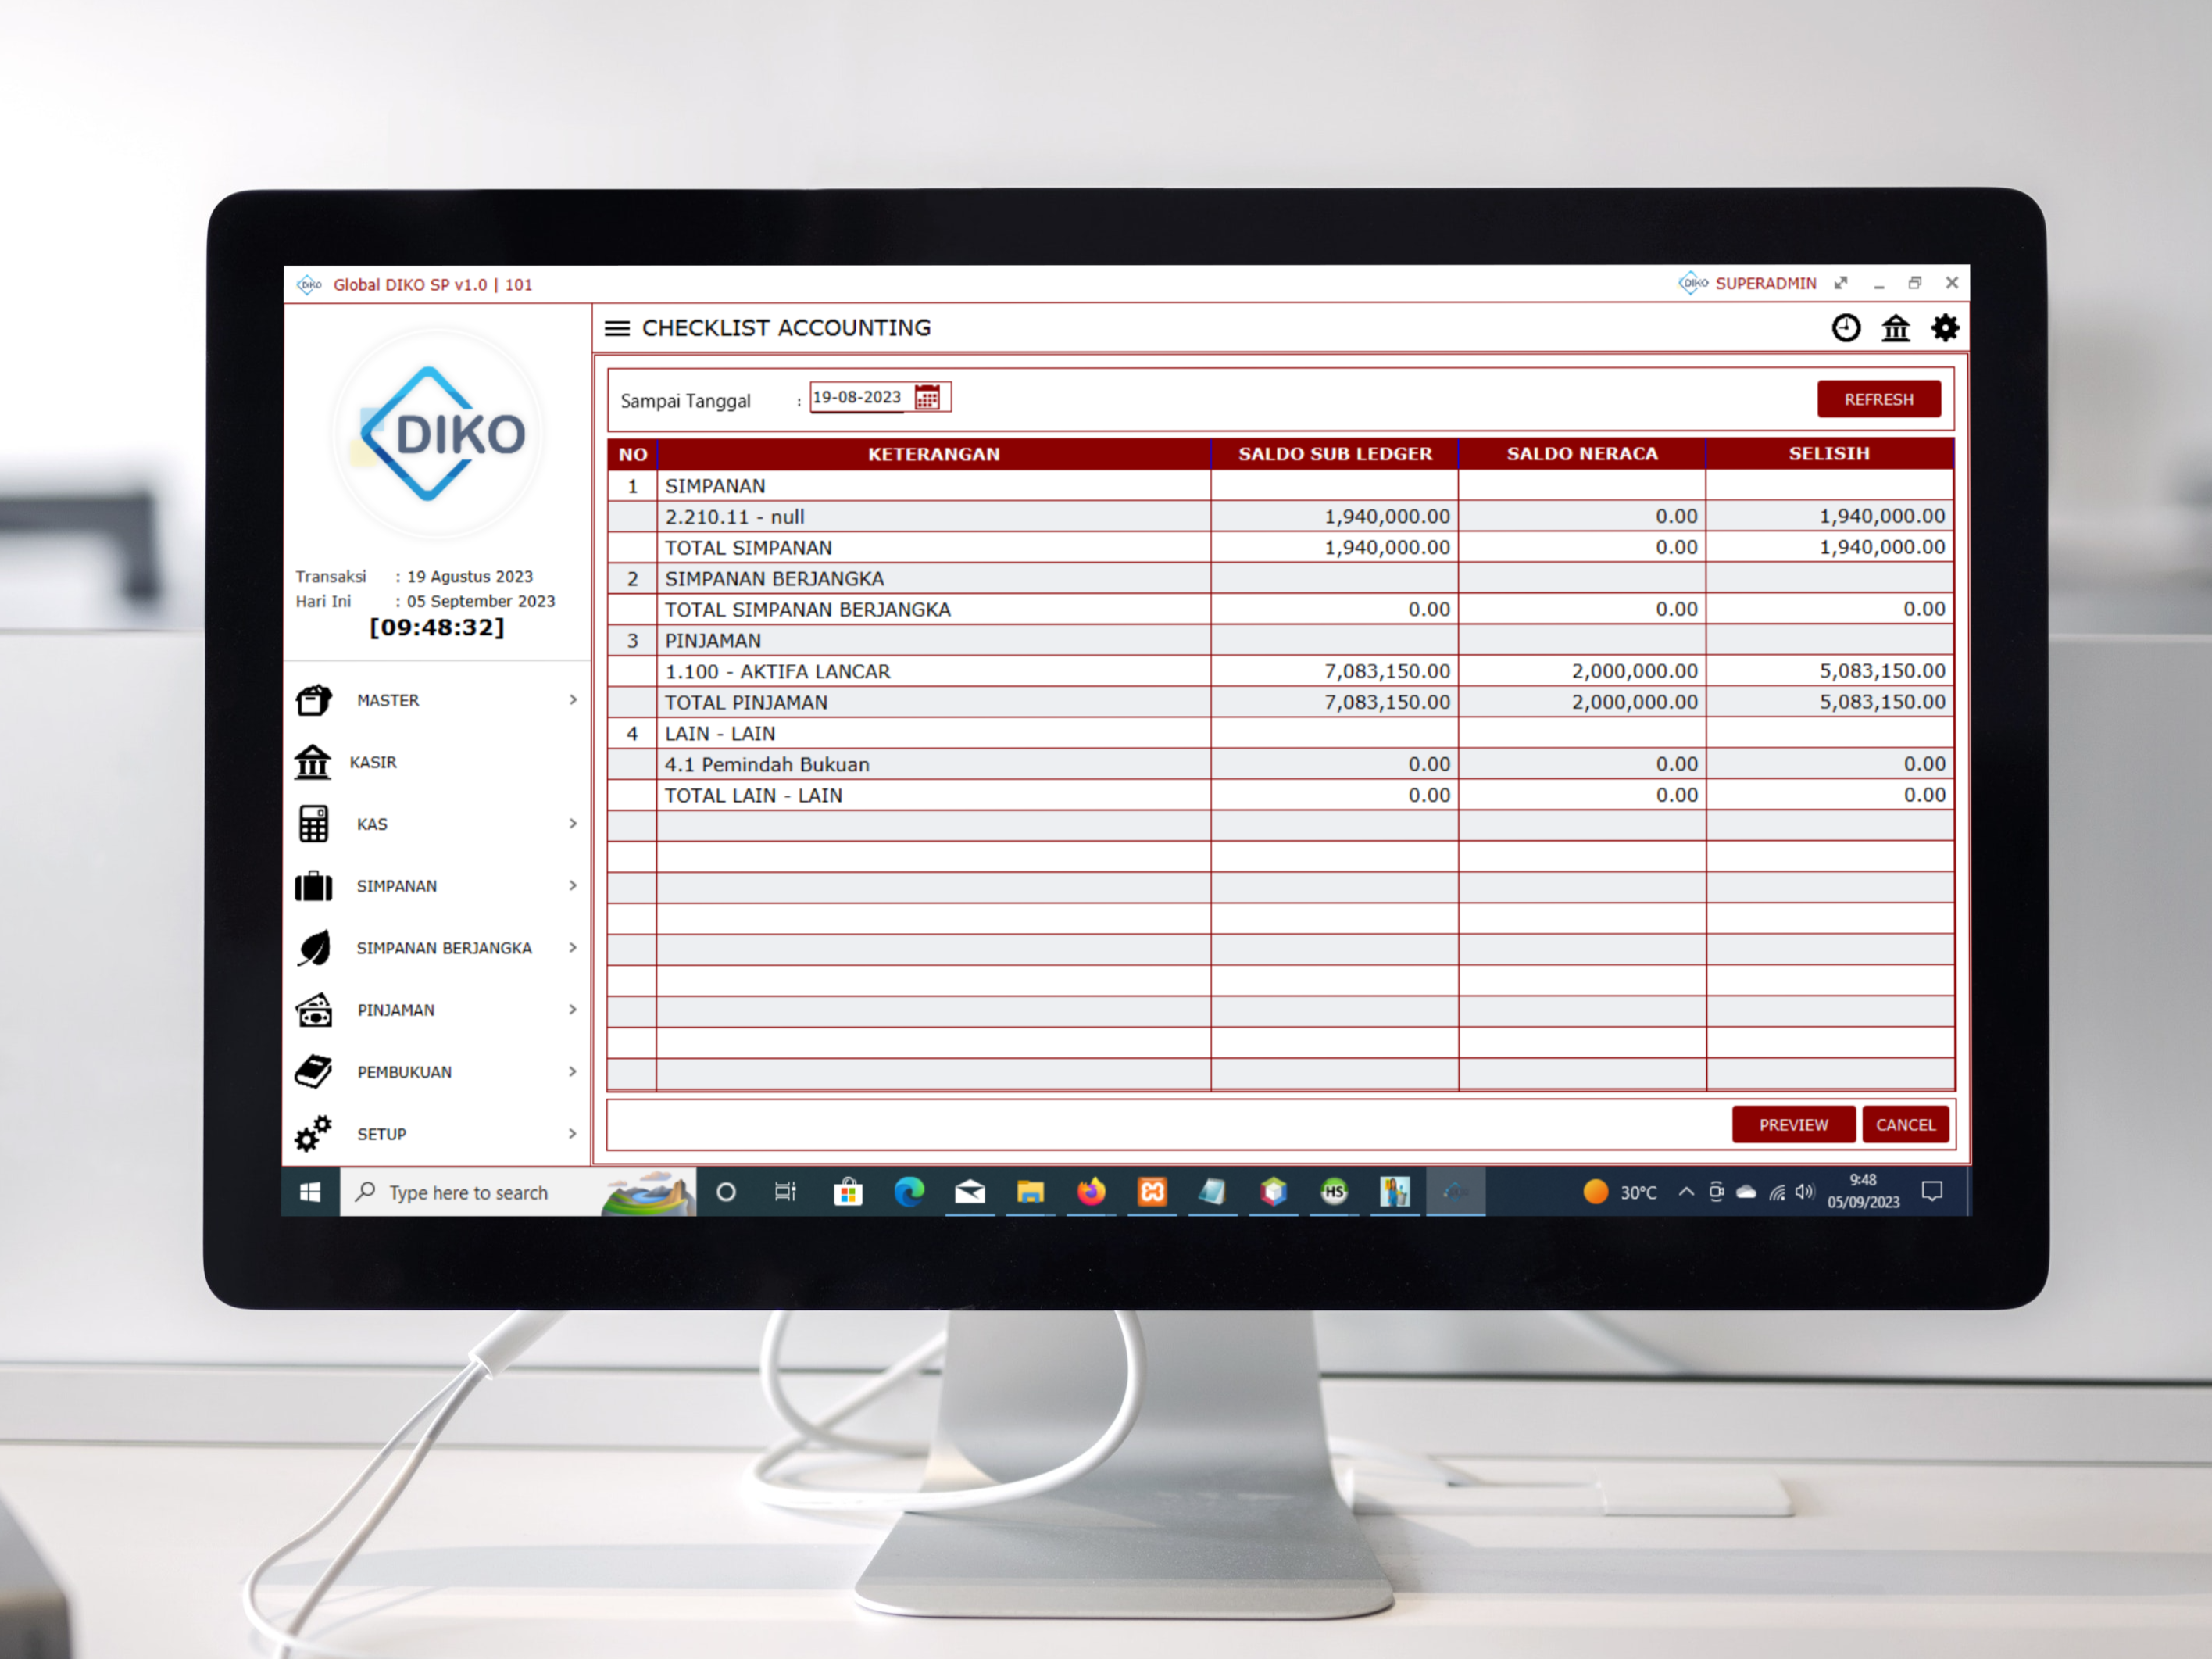 DIKO Global DIKO SP v1.0 | 101
DIKO SUPERADMIN
CHECKLIST ACCOUNTING
DIKO
Transaksi : 19 Agustus 2023
Hari Ini : 05 September 2023
[09:48:32]
MASTER
KASIR
KAS
SIMPANAN
SIMPANAN BERJANGKA
PINJAMAN
PEMBUKUAN
SETUP
Sampai Tanggal : 19-08-2023
REFRESH
NO KETERANGAN SALDO SUB LEDGER SALDO NERACA SELISIH
1 SIMPANAN
2.210.11 - null 1,940,000.00 0.00 1,940,000.00
TOTAL SIMPANAN 1,940,000.00 0.00 1,940,000.00
2 SIMPANAN BERJANGKA
TOTAL SIMPANAN BERJANGKA 0.00 0.00 0.00
3 PINJAMAN
1.100 - AKTIFA LANCAR 7,083,150.00 2,000,000.00 5,083,150.00
TOTAL PINJAMAN 7,083,150.00 2,000,000.00 5,083,150.00
4 LAIN - LAIN
4.1 Pemindah Bukuan 0.00 0.00 0.00
TOTAL LAIN - LAIN 0.00 0.00 0.00
PREVIEW CANCEL
Type here to search
HS
30°C
9:48
05/09/2023